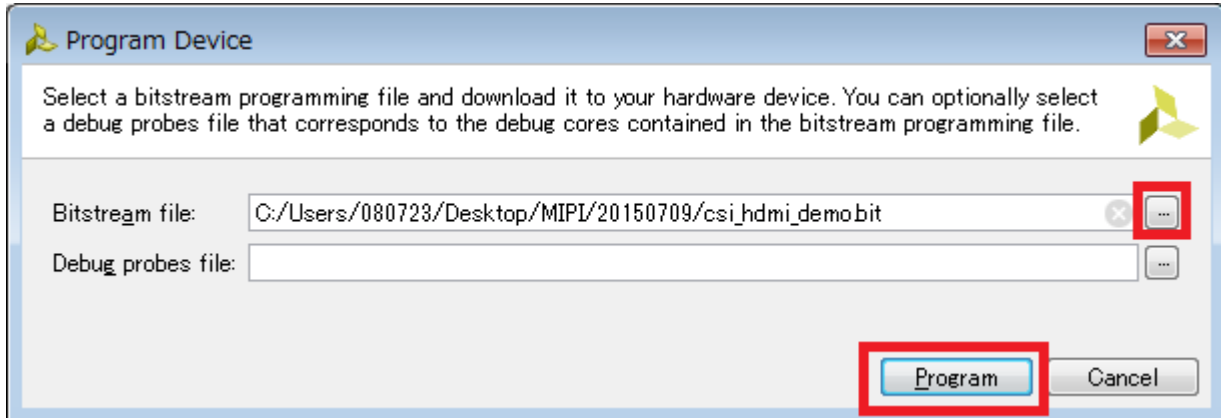 Program Device
Select a bitstream programming file and download it to your hardware device. You can optionally select
a debug probes file that corresponds to the debug cores contained in the bitstream programming file.
Bitstream file: C:/Users/080723/Desktop/MIPI/20150709/csi_hdmi_demo.bit ...
Debug probes file: ...
Program Cancel